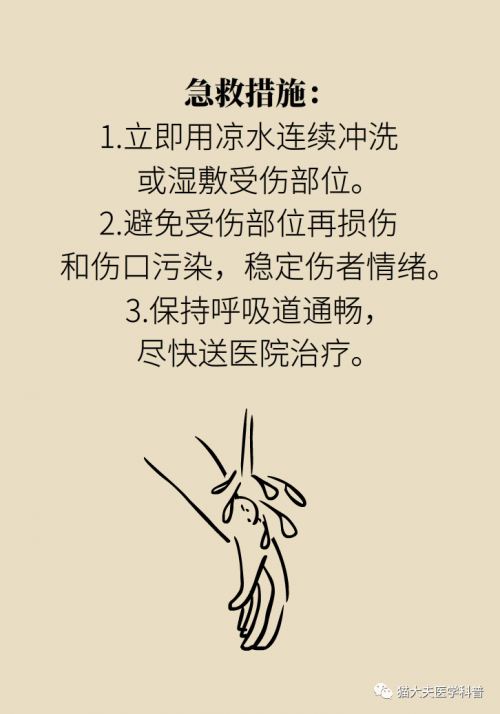 急救措施：
1.立即用凉水连续冲洗
或湿敷受伤部位。
2.避免受伤部位再损伤
和伤口污染，稳定伤者情绪。
3.保持呼吸道通畅，
尽快送医院治疗。
猫大夫医学科普